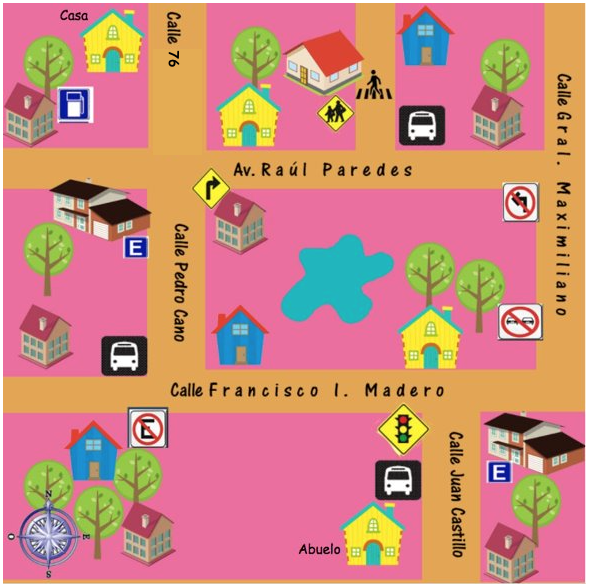 Casa
Calle 76
Av. Raúl Paredes
Calle Gral. Maximiliano
E
Calle Pedro Cano
Calle Francisco I. Madero
E
Calle Juan Castillo
E
Abuelo
N
O
E
S